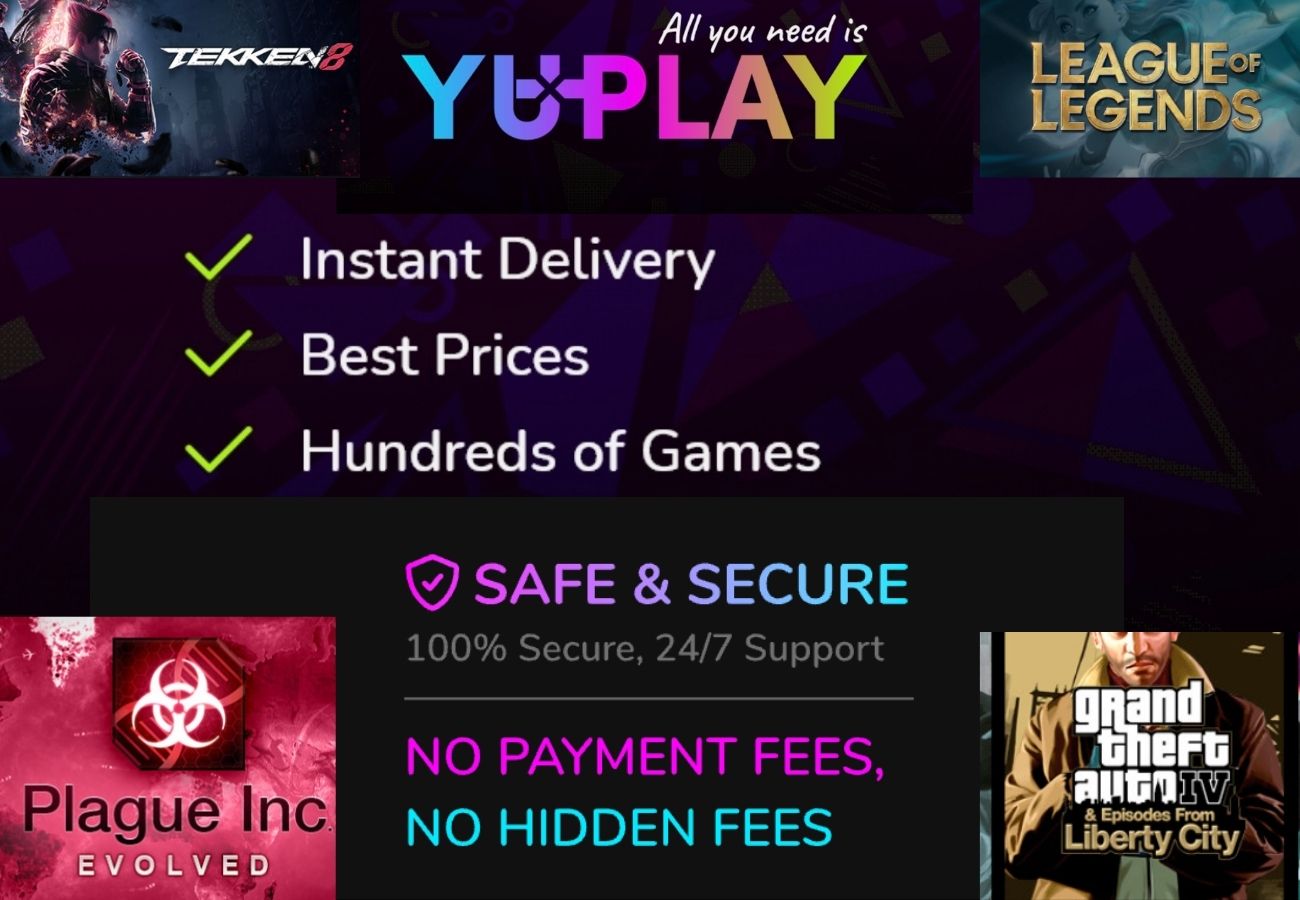 TEKKEN 8
All you need is
YUPLAY
LEAGUE OF
LEGENDS
Instant Delivery
Best Prices
Hundreds of Games
SAFE & SECURE
100% Secure, 24/7 Support
NO PAYMENT FEES,
NO HIDDEN FEES
Plague Inc.
EVOLVED
grand
theft
auto IV
& Episodes From
Liberty City